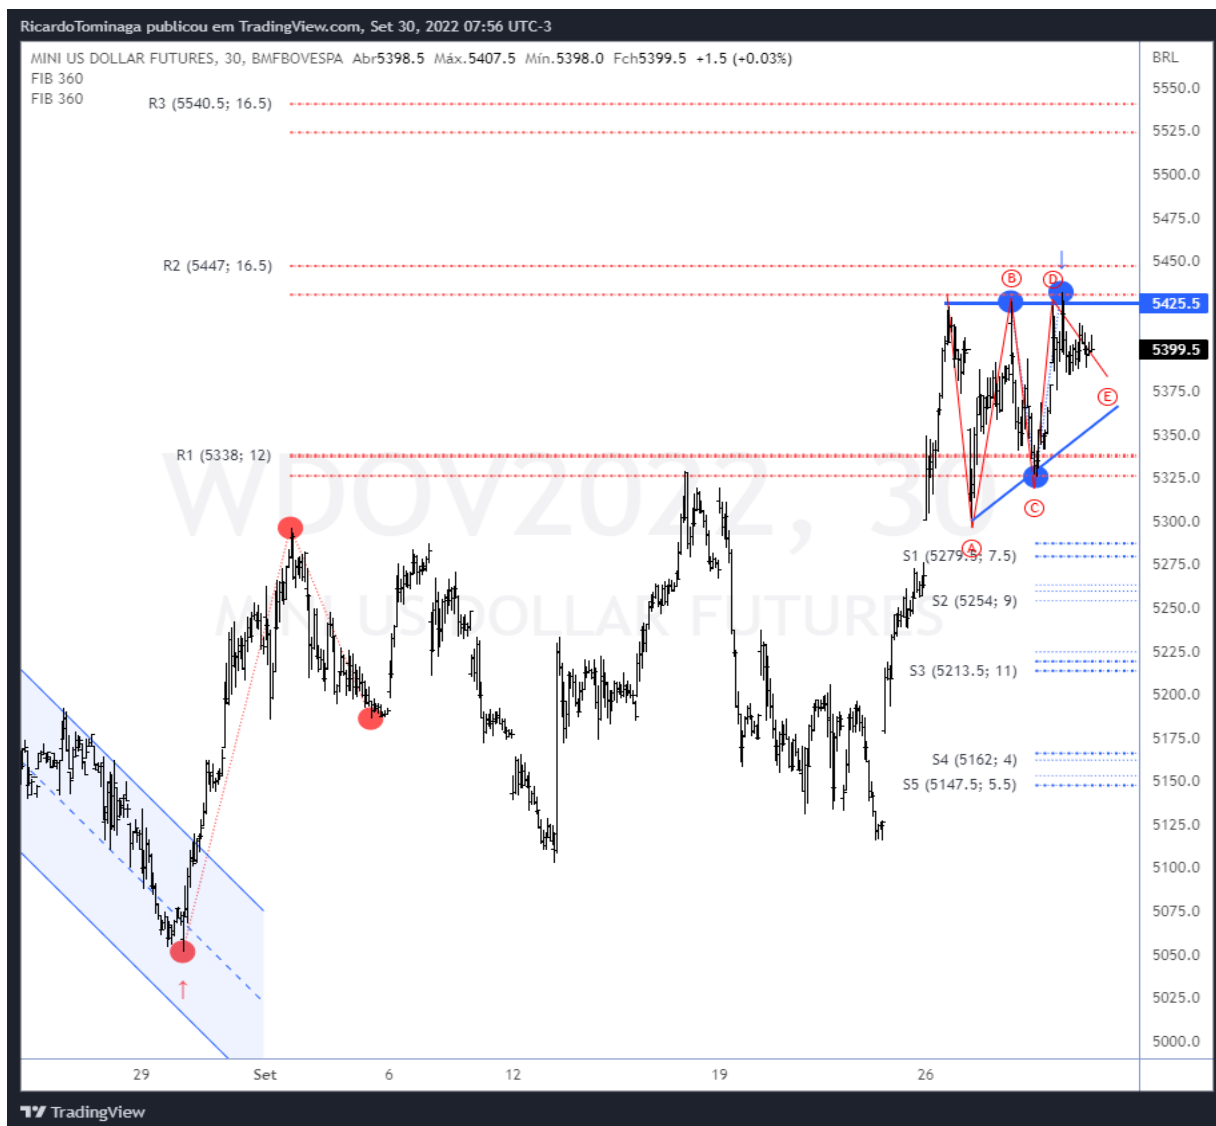 RicardoTominaga publicou em TradingView.com, Set 30, 2022 07:56 UTC-3
MINI US DOLLAR FUTURES, 30, BMFBOVESPA Abr5398.5 Máx.5407.5 Mín.5398.0 Fch5399.5 +1.5 (+0.03%)
BRL
FIB 360
FIB 360
R3 (5540.5; 16.5)
R2 (5447; 16.5)
R1 (5338; 12)
WDOV2022, 30
MINI US DOLLAR FUTURES
B
D
E
C
A
S1 (5279.5; 7.5)
S2 (5254; 9)
S3 (5213.5; 11)
S4 (5162; 4)
S5 (5147.5; 5.5)
5550.0
5525.0
5500.0
5475.0
5450.0
5425.5
5399.5
5375.0
5350.0
5325.0
5300.0
5275.0
5250.0
5225.0
5200.0
5175.0
5150.0
5125.0
5100.0
5075.0
5050.0
5025.0
5000.0
29 Set 6 12 19 26
TradingView